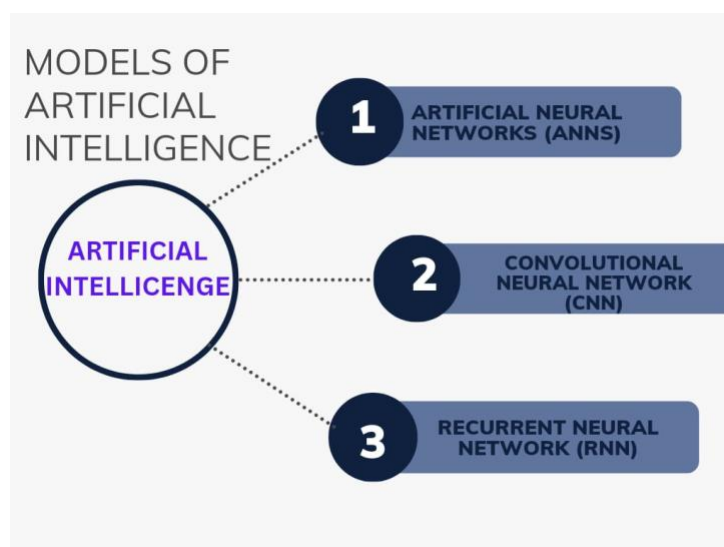 MODELS OF
ARTIFICIAL
INTELLIGENCE
ARTIFICIAL
INTELLICENGE
1
ARTIFICIAL NEURAL
NETWORKS (ANNS)
2
CONVOLUTIONAL
NEURAL NETWORK
(CNN)
3
RECURRENT NEURAL
NETWORK (RNN)